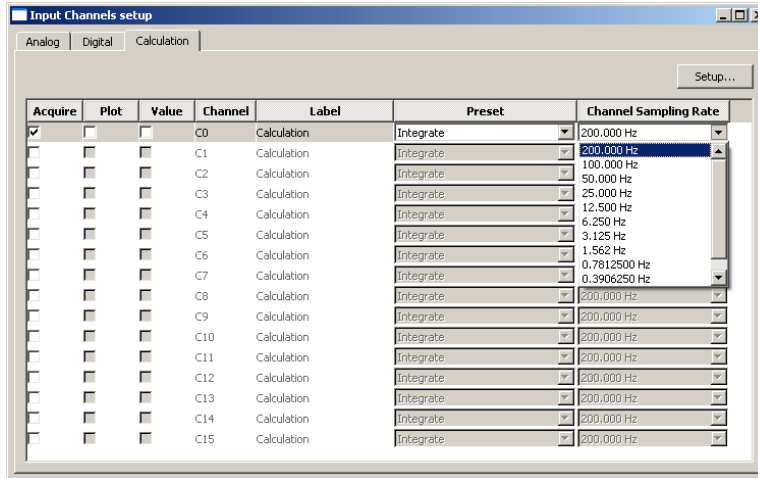 Input Channels setup
Analog Digital Calculation
Setup...
Acquire Plot Value Channel Label Preset Channel Sampling Rate
C0 Calculation Integrate 200.000 Hz
C1 Calculation Integrate 200.000 Hz
100.000 Hz
C2 Calculation Integrate 50.000 Hz
C3 Calculation Integrate 25.000 Hz
C4 Calculation Integrate 12.500 Hz
C5 Calculation Integrate 6.250 Hz
3.125 Hz
C6 Calculation Integrate 1.562 Hz
C7 Calculation Integrate 0.7812500 Hz
0.3906250 Hz
C8 Calculation Integrate 200.000 Hz
C9 Calculation Integrate 200.000 Hz
C10 Calculation Integrate 200.000 Hz
C11 Calculation Integrate 200.000 Hz
C12 Calculation Integrate 200.000 Hz
C13 Calculation Integrate 200.000 Hz
C14 Calculation Integrate 200.000 Hz
C15 Calculation Integrate 200.000 Hz